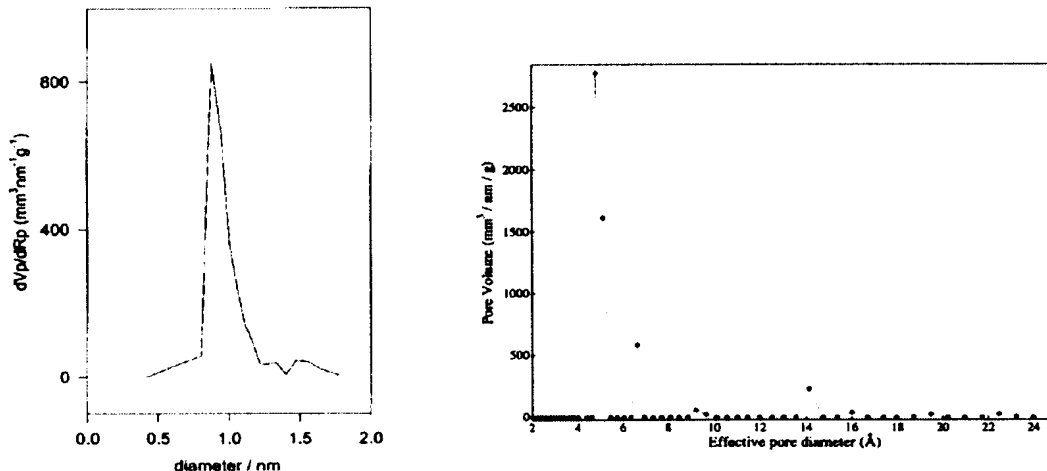 dVp/dRp (mm³nm⁻¹g⁻¹)
800
400
0
0.0 0.5 1.0 1.5 2.0
diameter / nm
Pore Volume (mm³ / nm / g)
2500
2000
1500
1000
500
0
2 4 6 8 10 12 14 16 18 20 22 24
Effective pore diameter (Å)